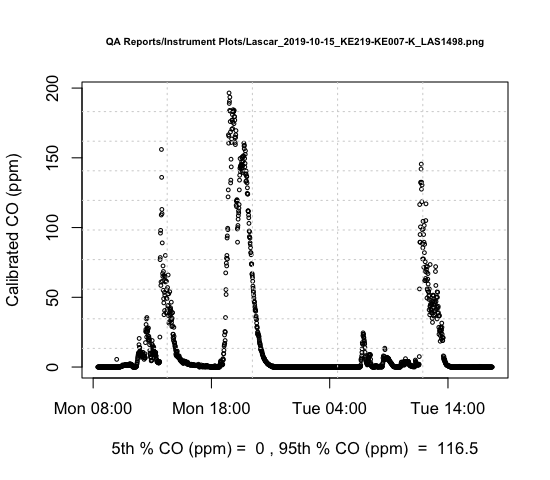 QA Reports/Instrument Plots/Lascar_2019-10-15_KE219-KE007-K_LAS1498.png
200
150
100
50
0
Calibrated CO (ppm)
Mon 08:00 Mon 18:00 Tue 04:00 Tue 14:00
5th % CO (ppm) = 0 , 95th % CO (ppm) = 116.5